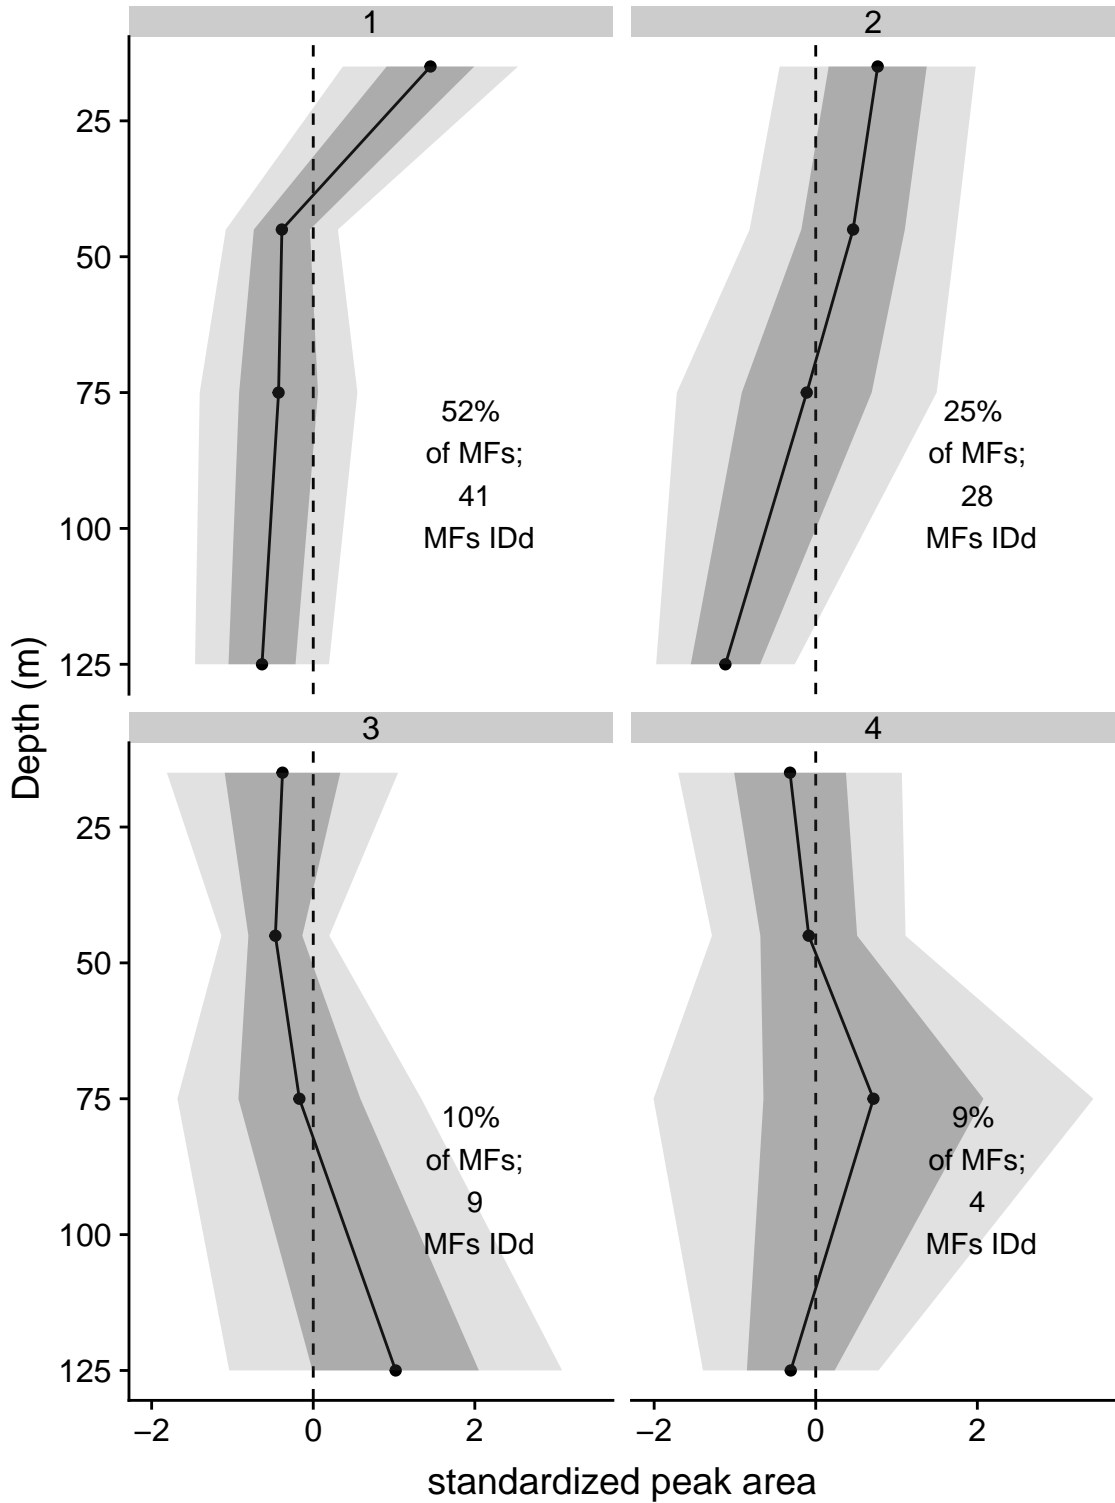 1
2
25
50
75
100
125
52%
of MFs;
41
MFs IDd
25%
of MFs;
28
MFs IDd
Depth (m)
3
4
25
50
75
100
125
10%
of MFs;
9
MFs IDd
9%
of MFs;
4
MFs IDd
−2 0 2
−2 0 2
standardized peak area